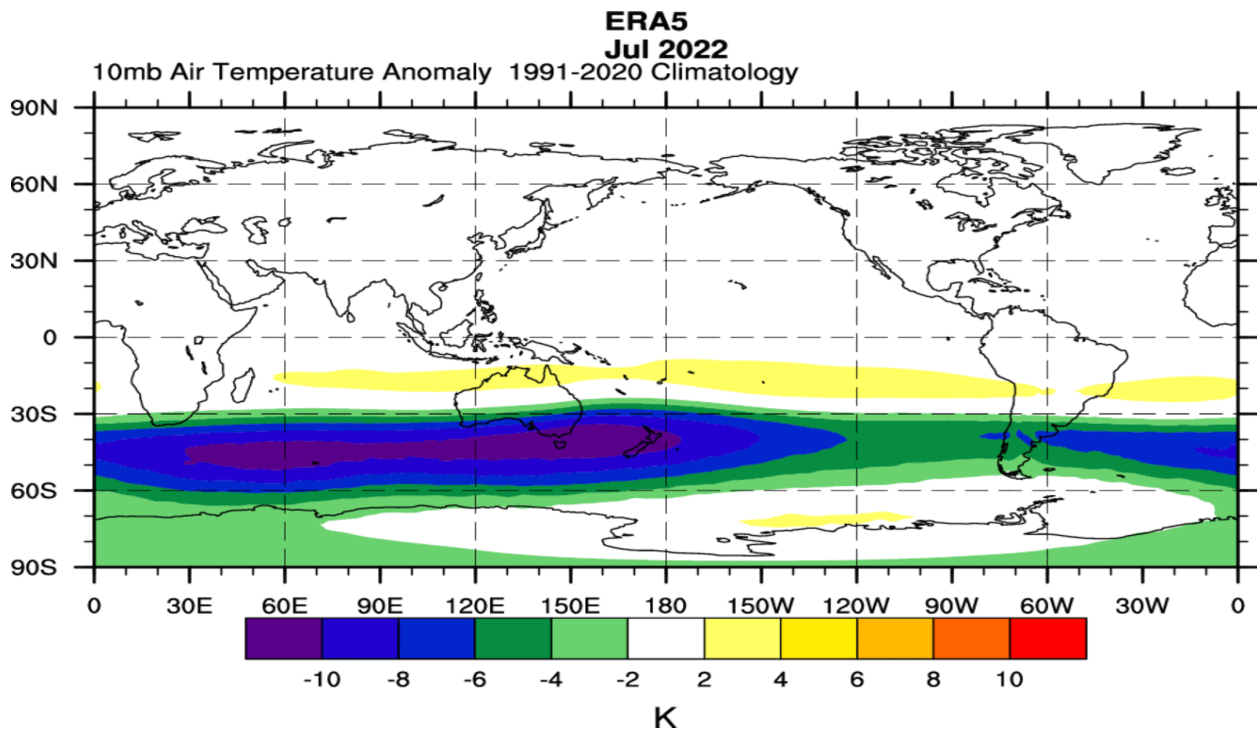 ERA5
Jul 2022
10mb Air Temperature Anomaly 1991-2020 Climatology
90N
60N
30N
0
30S
60S
90S
0 30E 60E 90E 120E 150E 180 150W 120W 90W 60W 30W 0
-10 -8 -6 -4 -2 2 4 6 8 10
K